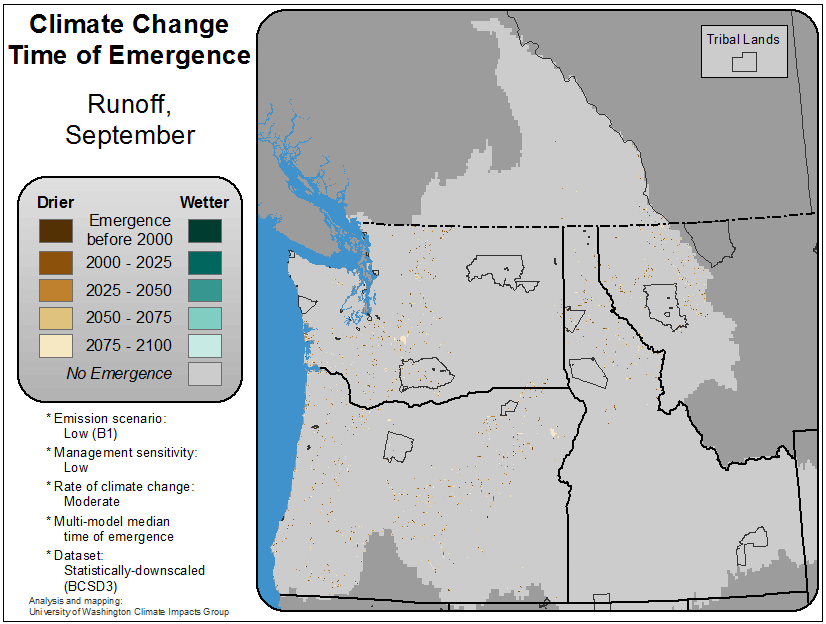 Climate Change
Time of Emergence
Runoff,
September
Tribal Lands
Drier
Wetter
Emergence
before 2000
2000 - 2025
2025 - 2050
2050 - 2075
2075 - 2100
No Emergence
* Emission scenario:
Low (B1)
* Management sensitivity:
Low
* Rate of climate change:
Moderate
* Multi-model median
time of emergence
* Dataset:
Statistically-downscaled
(BCSD3)
Analysis and mapping:
University of Washington Climate Impacts Group